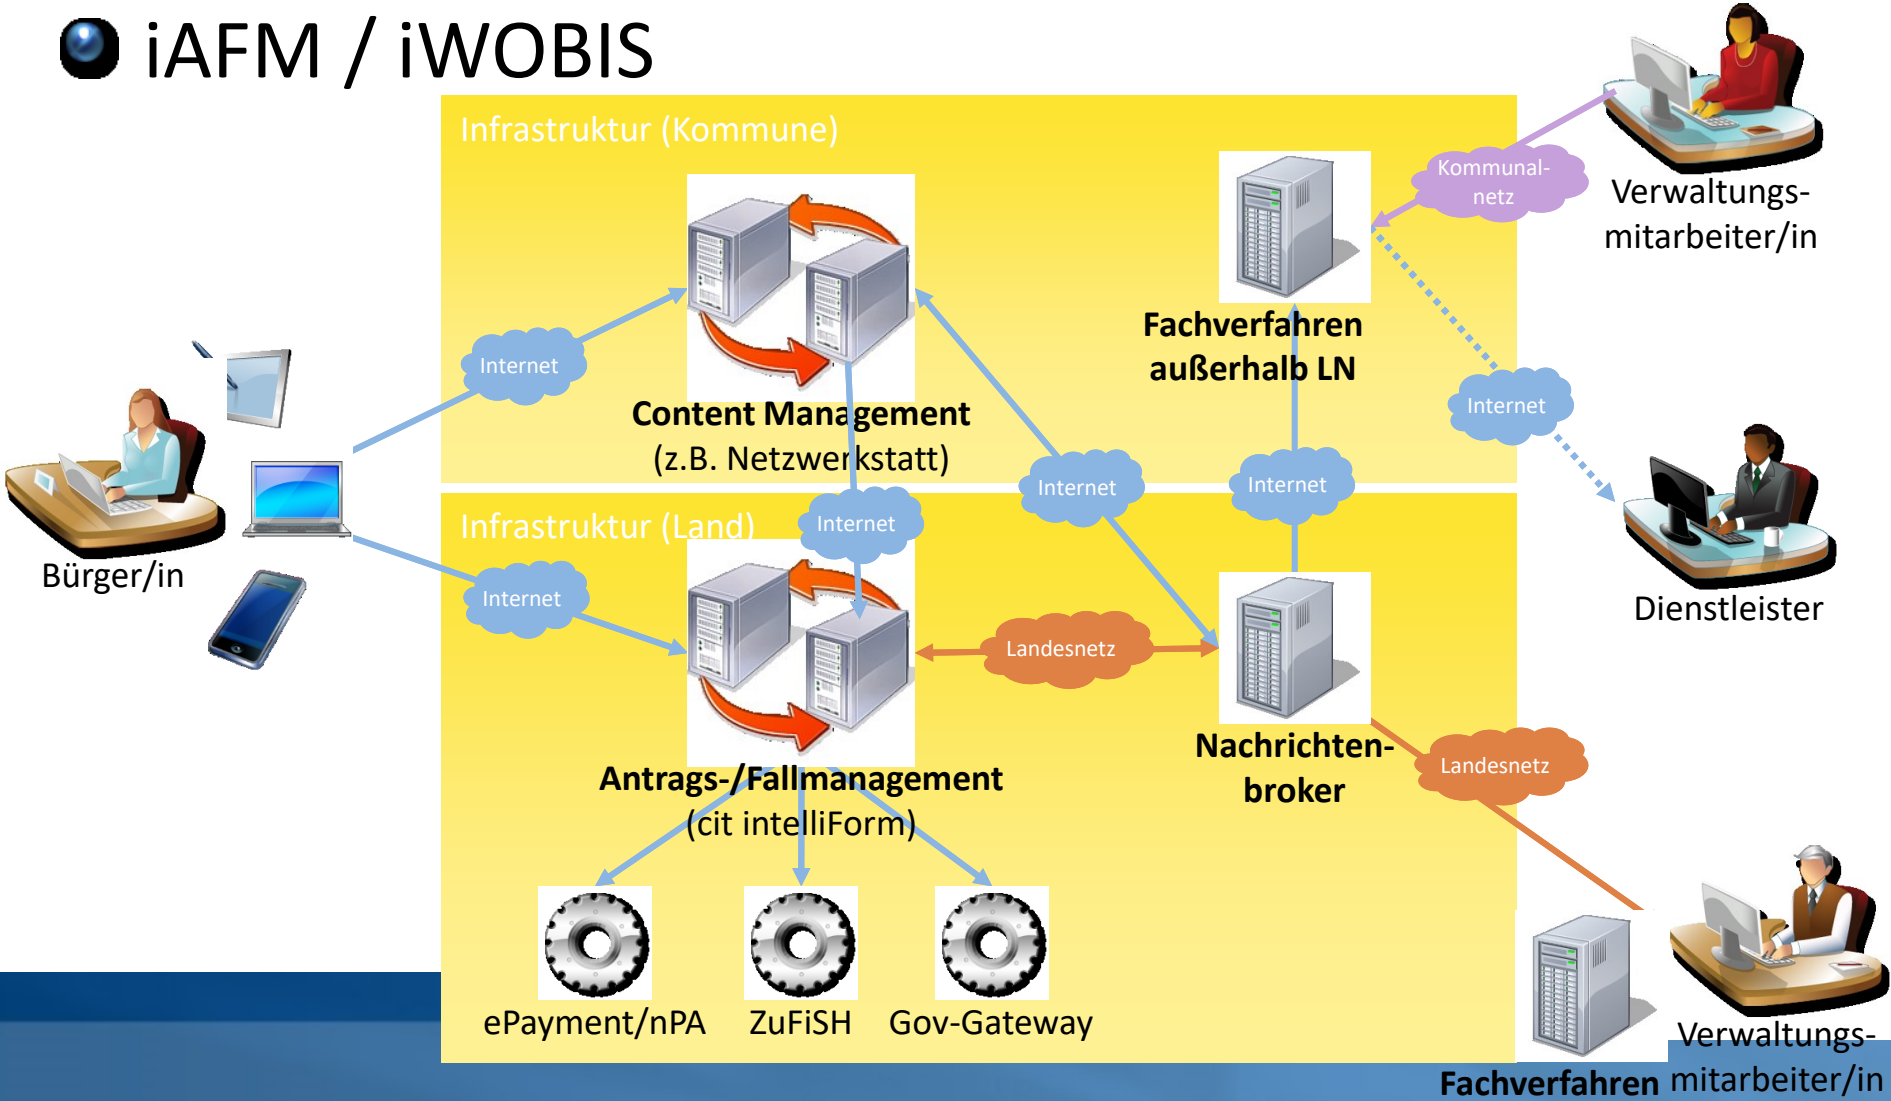 iAFM / iWOBIS
Infrastruktur (Kommune)
Kommunal-
netz
Verwaltungs-
mitarbeiter/in
Fachverfahren
außerhalb LN
Internet
Content Management
(z.B. Netzwerkstatt)
Internet
Internet
Internet
Internet
Infrastruktur (Land)
Bürger/in
Internet
Dienstleister
Landesnetz
Nachrichten-
broker
Landesnetz
Antrags-/Fallmanagement
(cit intelliForm)
ePayment/nPA
ZuFiSH
Gov-Gateway
Verwaltungs-
mitarbeiter/in
Fachverfahren